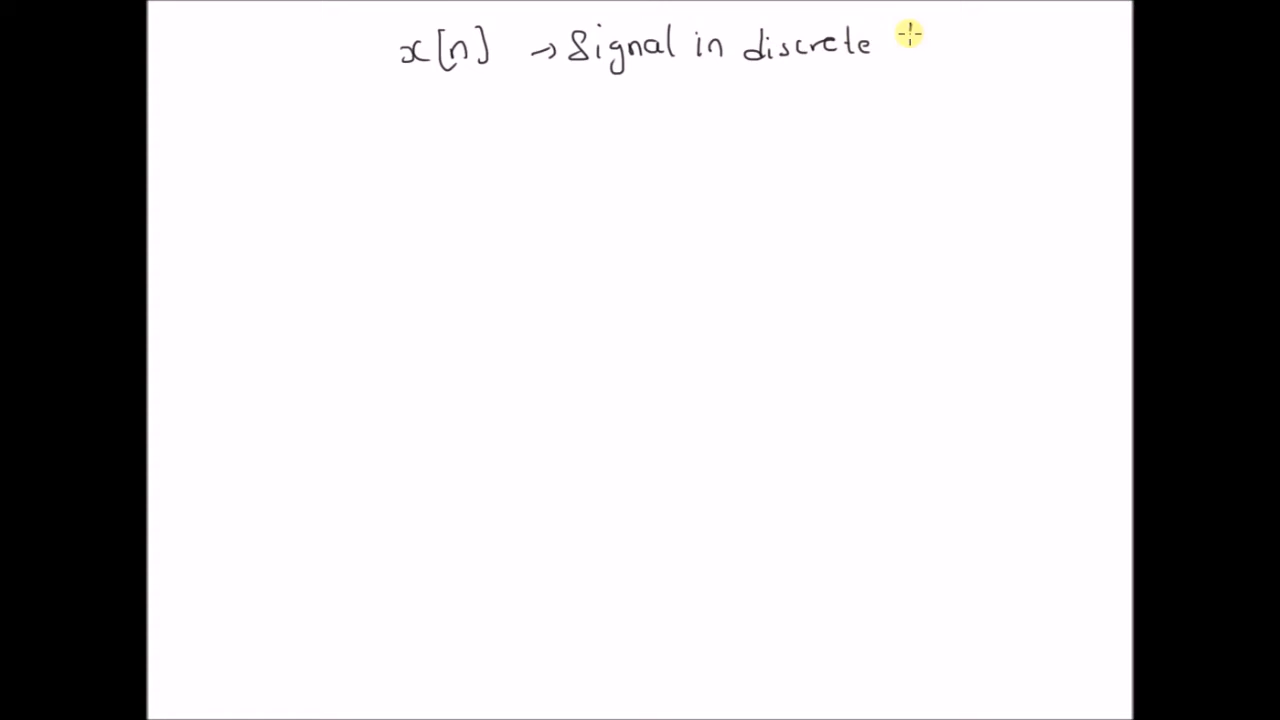 x[n] → Signal in discrete